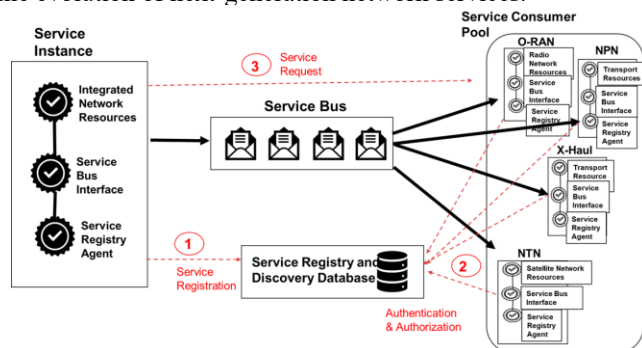 Service
Instance
Integrated
Network
Resources
Service
Bus
Interface
Service
Registry
Agent
3
Service
Request
Service Bus
1
Service
Registration
Service Registry and
Discovery Database
2
Authentication
& Authorization
Service Consumer
Pool
O-RAN
Radio
Network
Resources
Service
Bus
Interface
Service
Registry
Agent
NPN
Transport
Resources
Service
Bus
Interface
Service
Registry
Agent
X-Haul
Transport
Resource
Service
Bus
Interface
Service
Registry
Agent
NTN
Satellite Network
Resources
Service Bus
Interface
Service
Registry
Agent